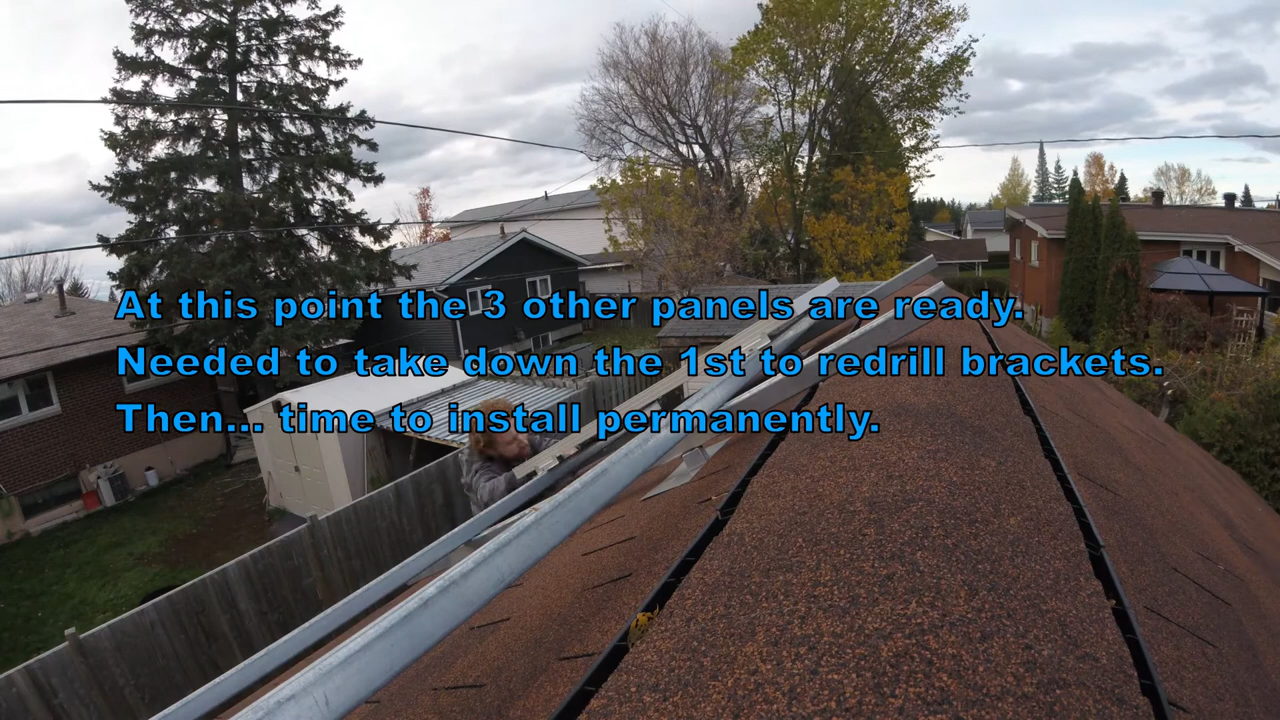 At this point the 3 other panels are ready.
Needed to take down the 1st to redrill brackets.
Then... time to install permanently.